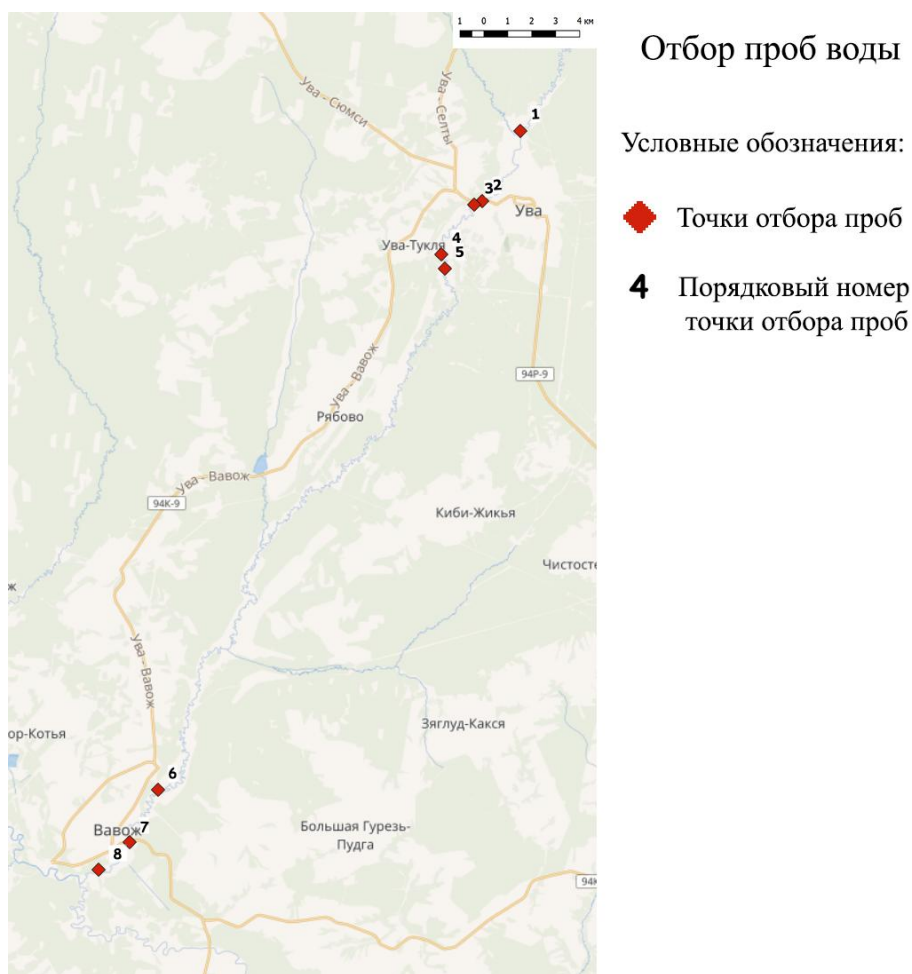 1 0 1 2 3 4 км
Отбор проб воды
Условные обозначения:
Точки отбора проб
4 Порядковый номер
точки отбора проб
Ува - Сюмси
Ува - Селты
1
3 2
Ува
4
Ува-Тукля
5
94Р-9
Ува - Вавож
Рябово
Ува - Вавож
94К-9
Киби-Жикья
Чистосте
ж
Ува - Вавож
Зяглуд-Какся
ор-Котья
6
7
Вавож
Большая Гурезь-
Пудга
8
94К